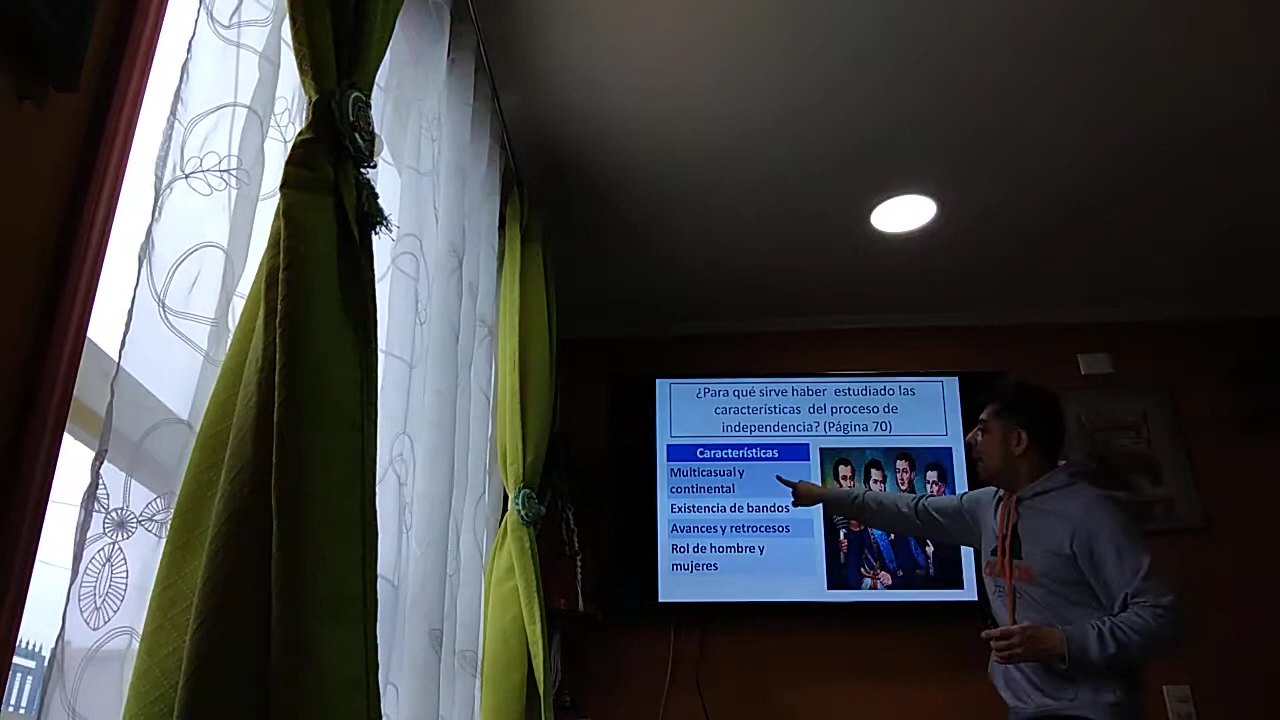 ¿Para qué sirve haber estudiado las
características del proceso de
independencia? (Página 70)
Características
Multicasual y
continental
Existencia de bandos
Avances y retrocesos
Rol de hombre y
mujeres